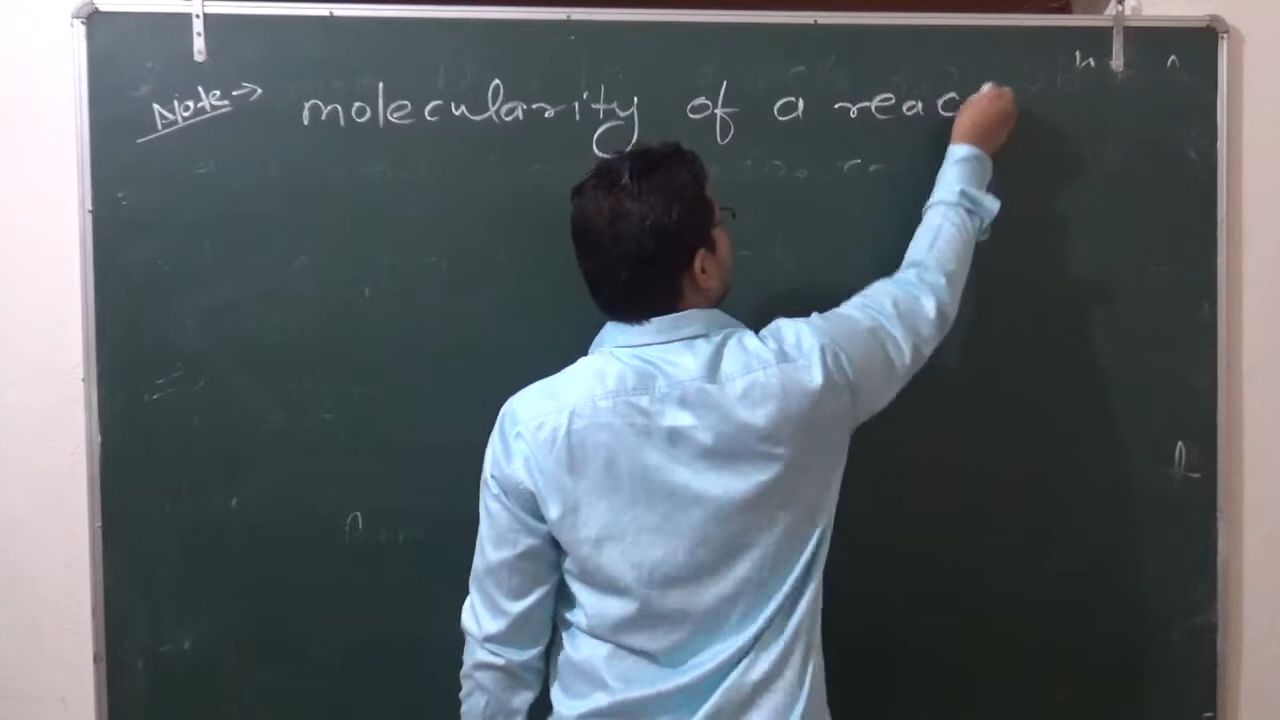 Note → molecularity of a reac